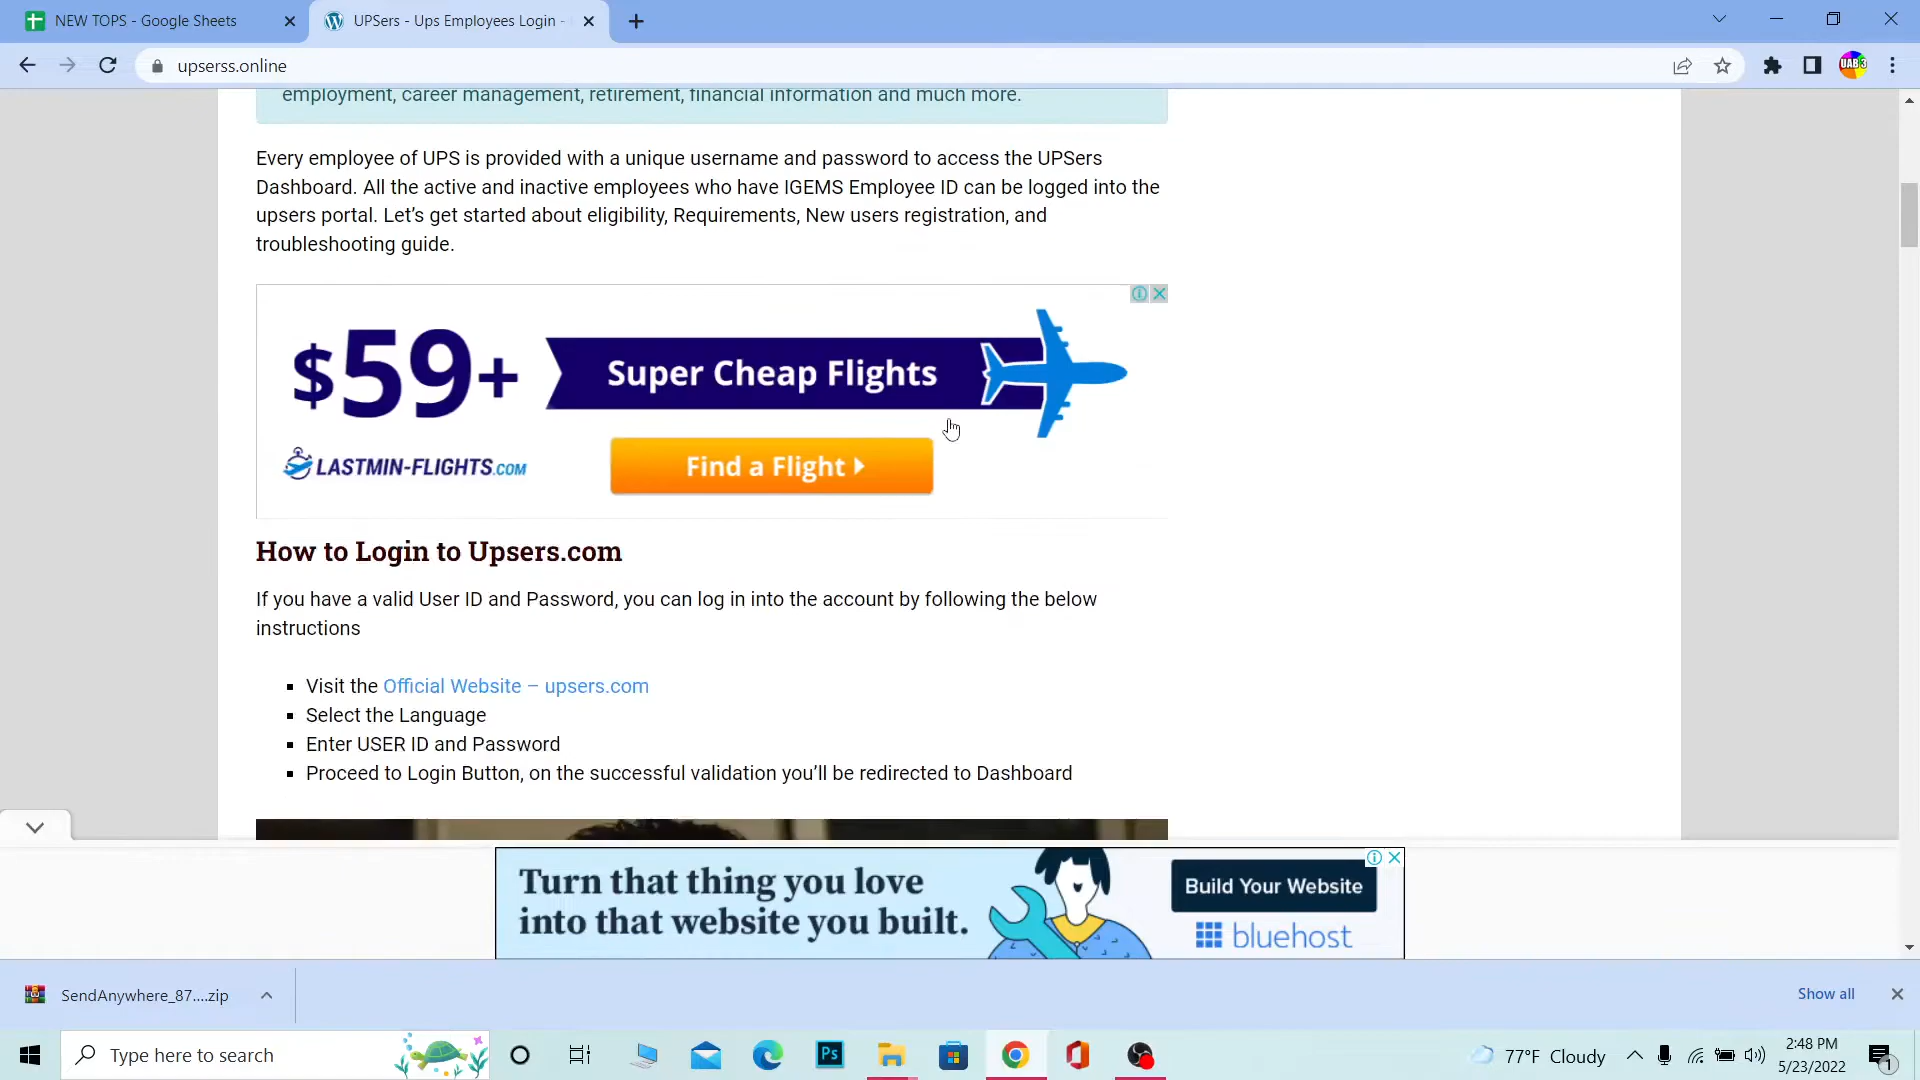 NEW TOPS - Google Sheets
UPSers - Ups Employees Login -
upserss.online
UAB 3
employment, career management, retirement, financial information and much more.
Every employee of UPS is provided with a unique username and password to access the UPSers
Dashboard. All the active and inactive employees who have IGEMS Employee ID can be logged into the
upsers portal. Let’s get started about eligibility, Requirements, New users registration, and
troubleshooting guide.
$59+
Super Cheap Flights
LASTMIN-FLIGHTS.COM
Find a Flight
How to Login to Upsers.com
If you have a valid User ID and Password, you can log in into the account by following the below
instructions
Visit the Official Website – upsers.com
Select the Language
Enter USER ID and Password
Proceed to Login Button, on the successful validation you’ll be redirected to Dashboard
Turn that thing you love
into that website you built.
Build Your Website
bluehost
SendAnywhere_87....zip
Show all
Type here to search
Ps
77°F Cloudy
2:48 PM
5/23/2022
1